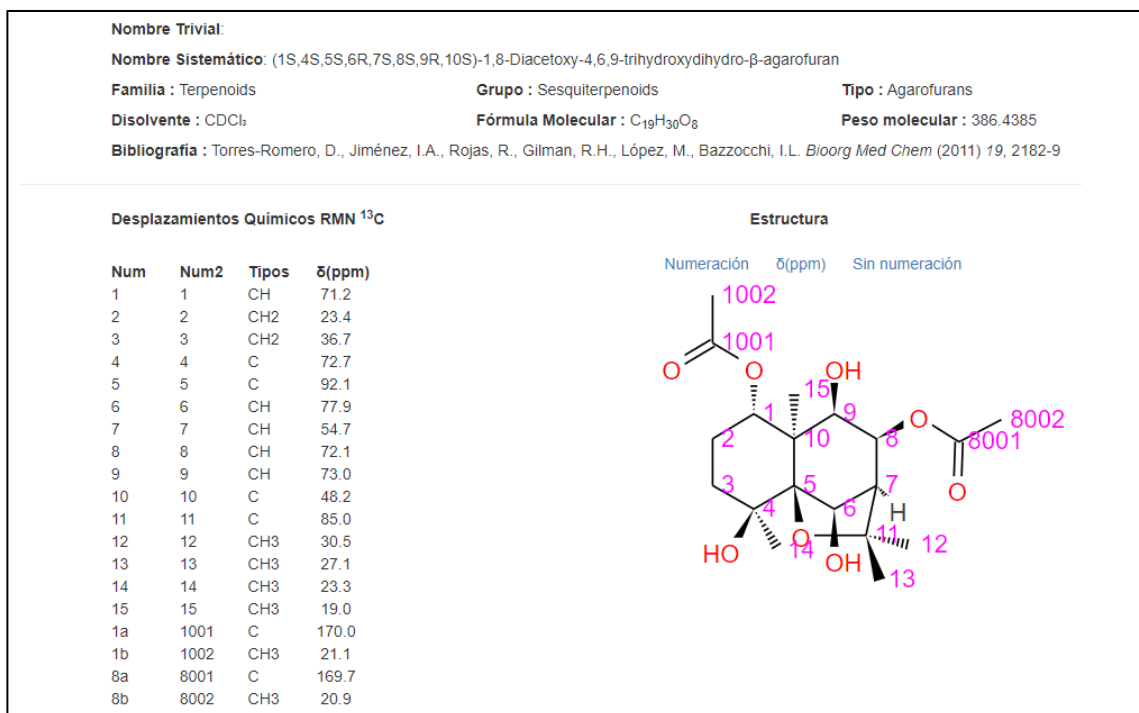 Nombre Trivial:
Nombre Sistemático: (1S,4S,5S,6R,7S,8S,9R,10S)-1,8-Diacetoxy-4,6,9-trihydroxydihydro-β-agarofuran
Familia : Terpenoids Grupo : Sesquiterpenoids Tipo : Agarofurans
Disolvente : CDCl₃ Fórmula Molecular : C₁₉H₃₀O₈ Peso molecular : 386.4385
Bibliografía : Torres-Romero, D., Jiménez, I.A., Rojas, R., Gilman, R.H., López, M., Bazzocchi, I.L. Bioorg Med Chem (2011) 19, 2182-9
Desplazamientos Químicos RMN ¹³C
Num Num2 Tipos δ(ppm)
1 1 CH 71.2
2 2 CH2 23.4
3 3 CH2 36.7
4 4 C 72.7
5 5 C 92.1
6 6 CH 77.9
7 7 CH 54.7
8 8 CH 72.1
9 9 CH 73.0
10 10 C 48.2
11 11 C 85.0
12 12 CH3 30.5
13 13 CH3 27.1
14 14 CH3 23.3
15 15 CH3 19.0
1a 1001 C 170.0
1b 1002 CH3 21.1
8a 8001 C 169.7
8b 8002 CH3 20.9
Estructura
Numeración δ(ppm) Sin numeración
1002
1001
O O OH
15 O 8002
1 9 8001
2 10 8
3 5 7 O
4 6 H
HO 14 O 11 12
OH 13